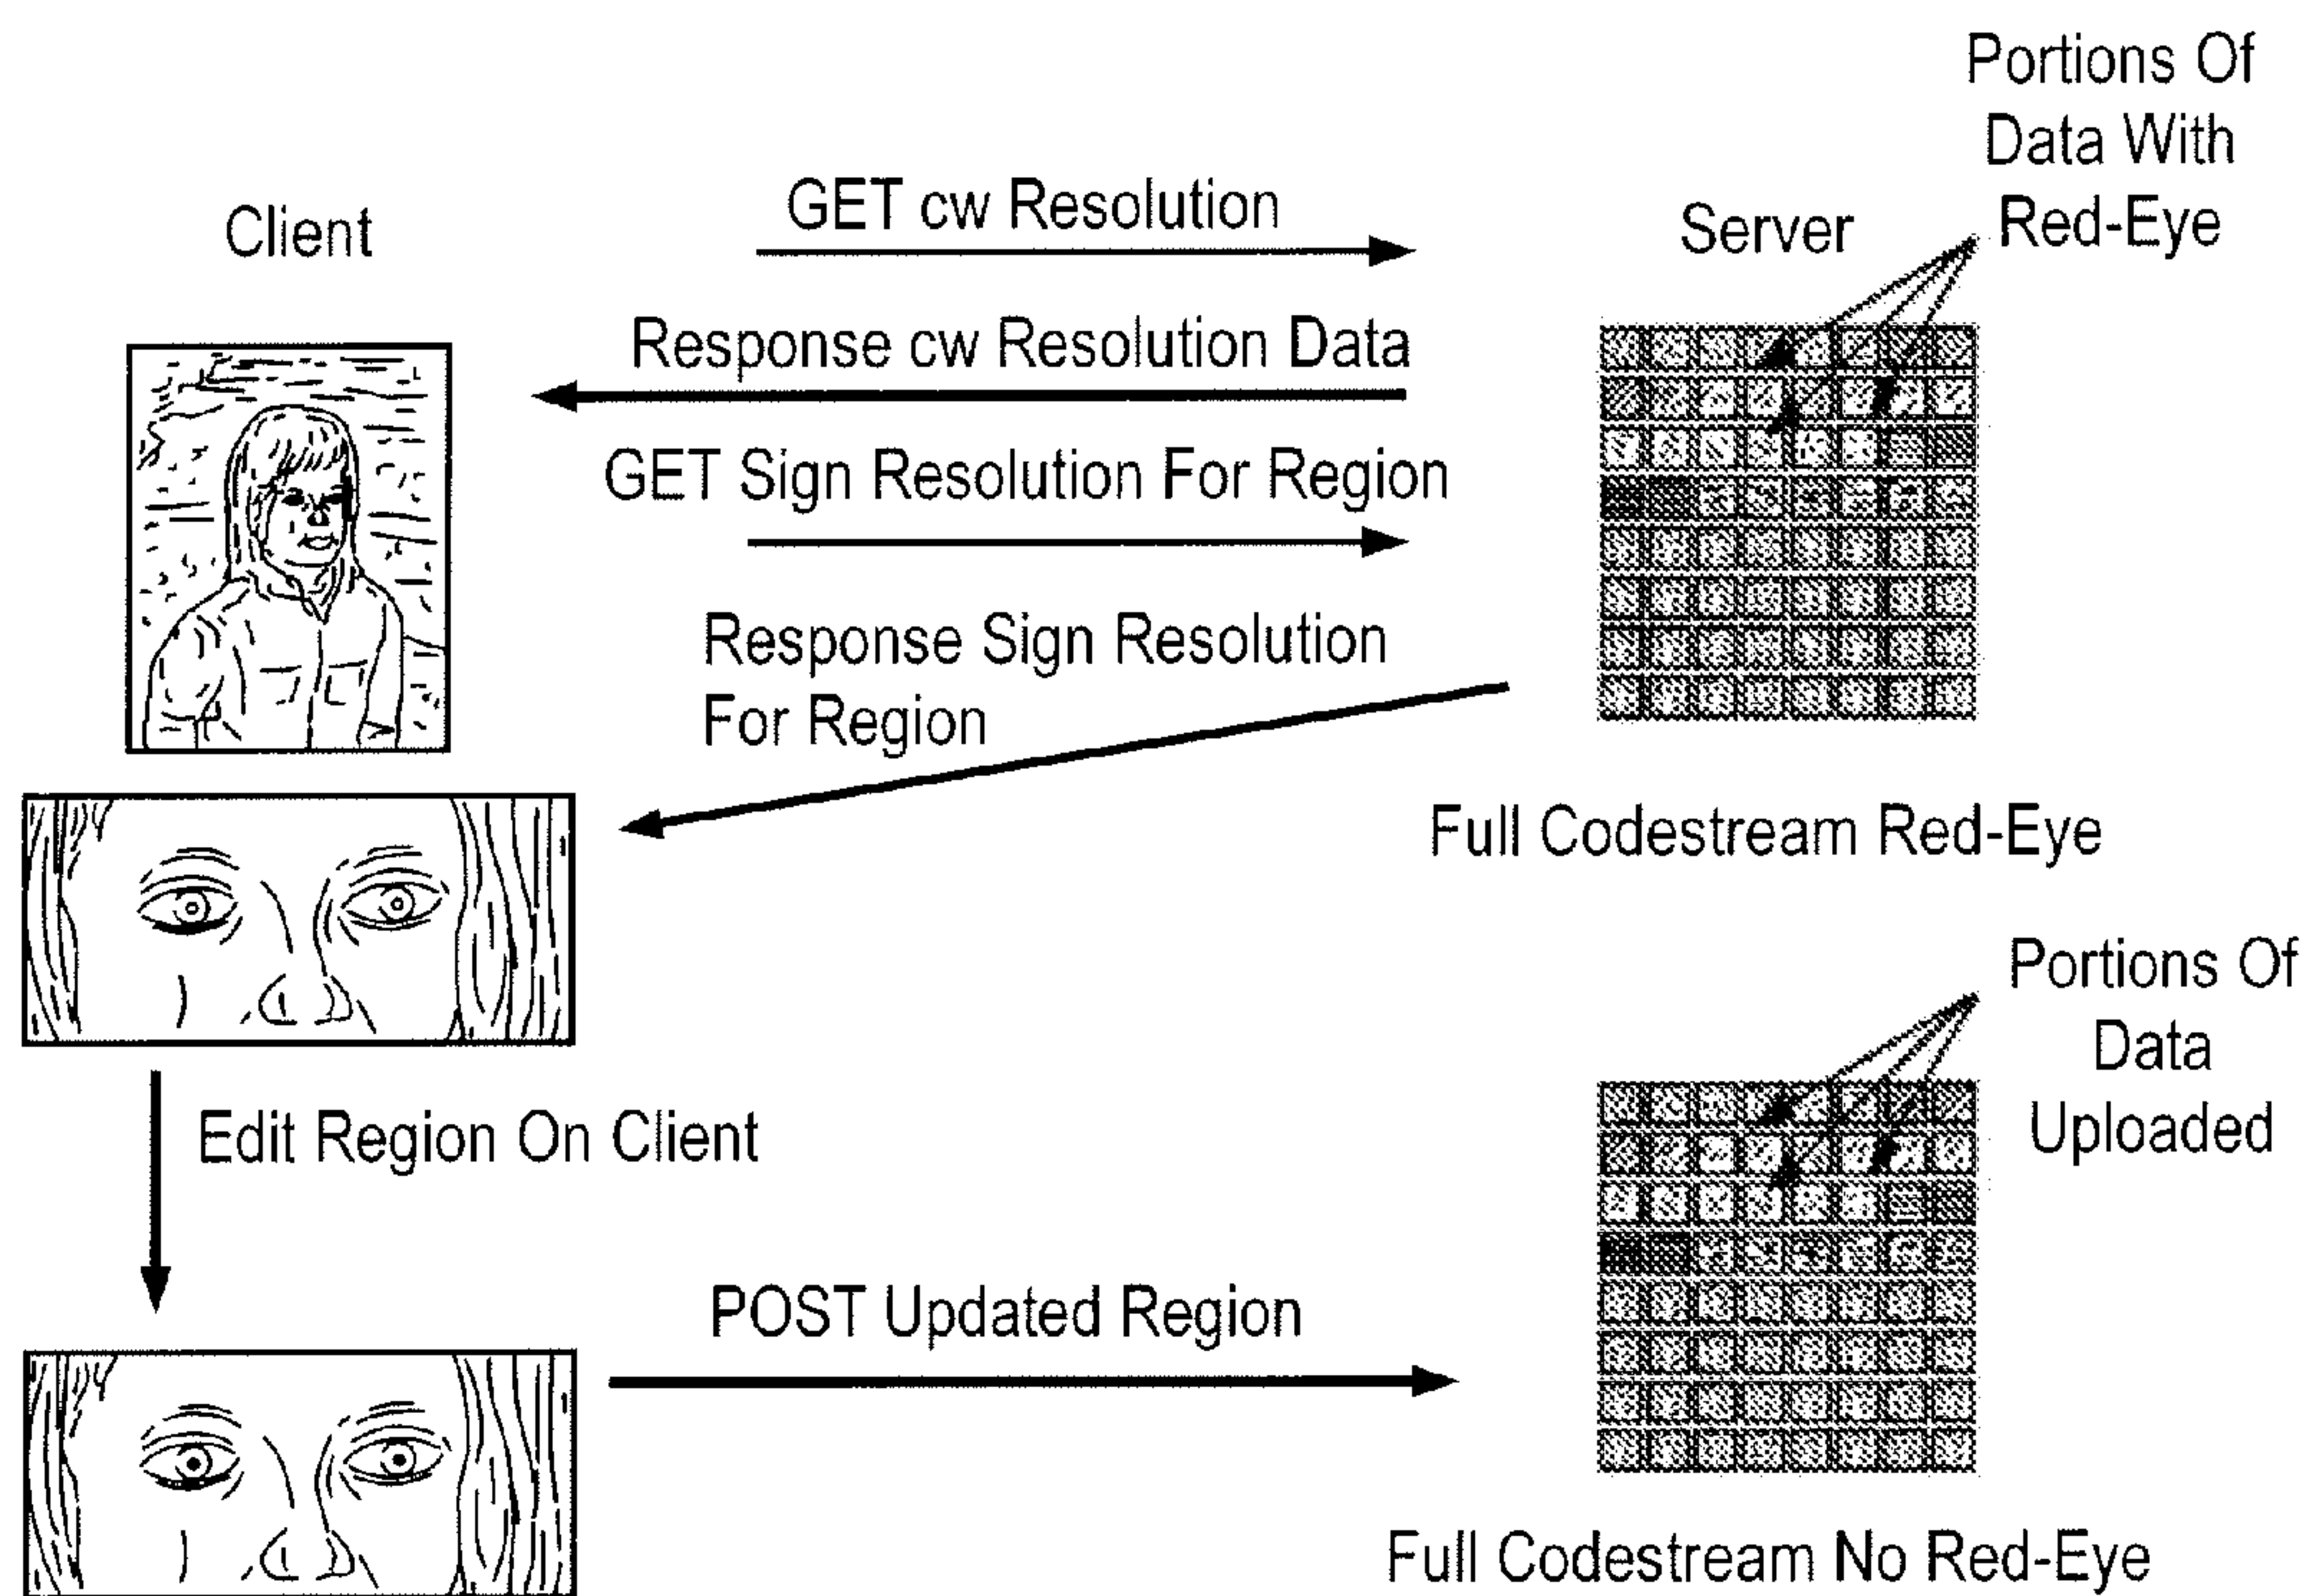 Portions Of
Data With
Red-Eye
Client
GET cw Resolution
Server
Response cw Resolution Data
GET Sign Resolution For Region
Response Sign Resolution
For Region
Full Codestream Red-Eye
Portions Of
Data
Uploaded
Edit Region On Client
POST Updated Region
Full Codestream No Red-Eye